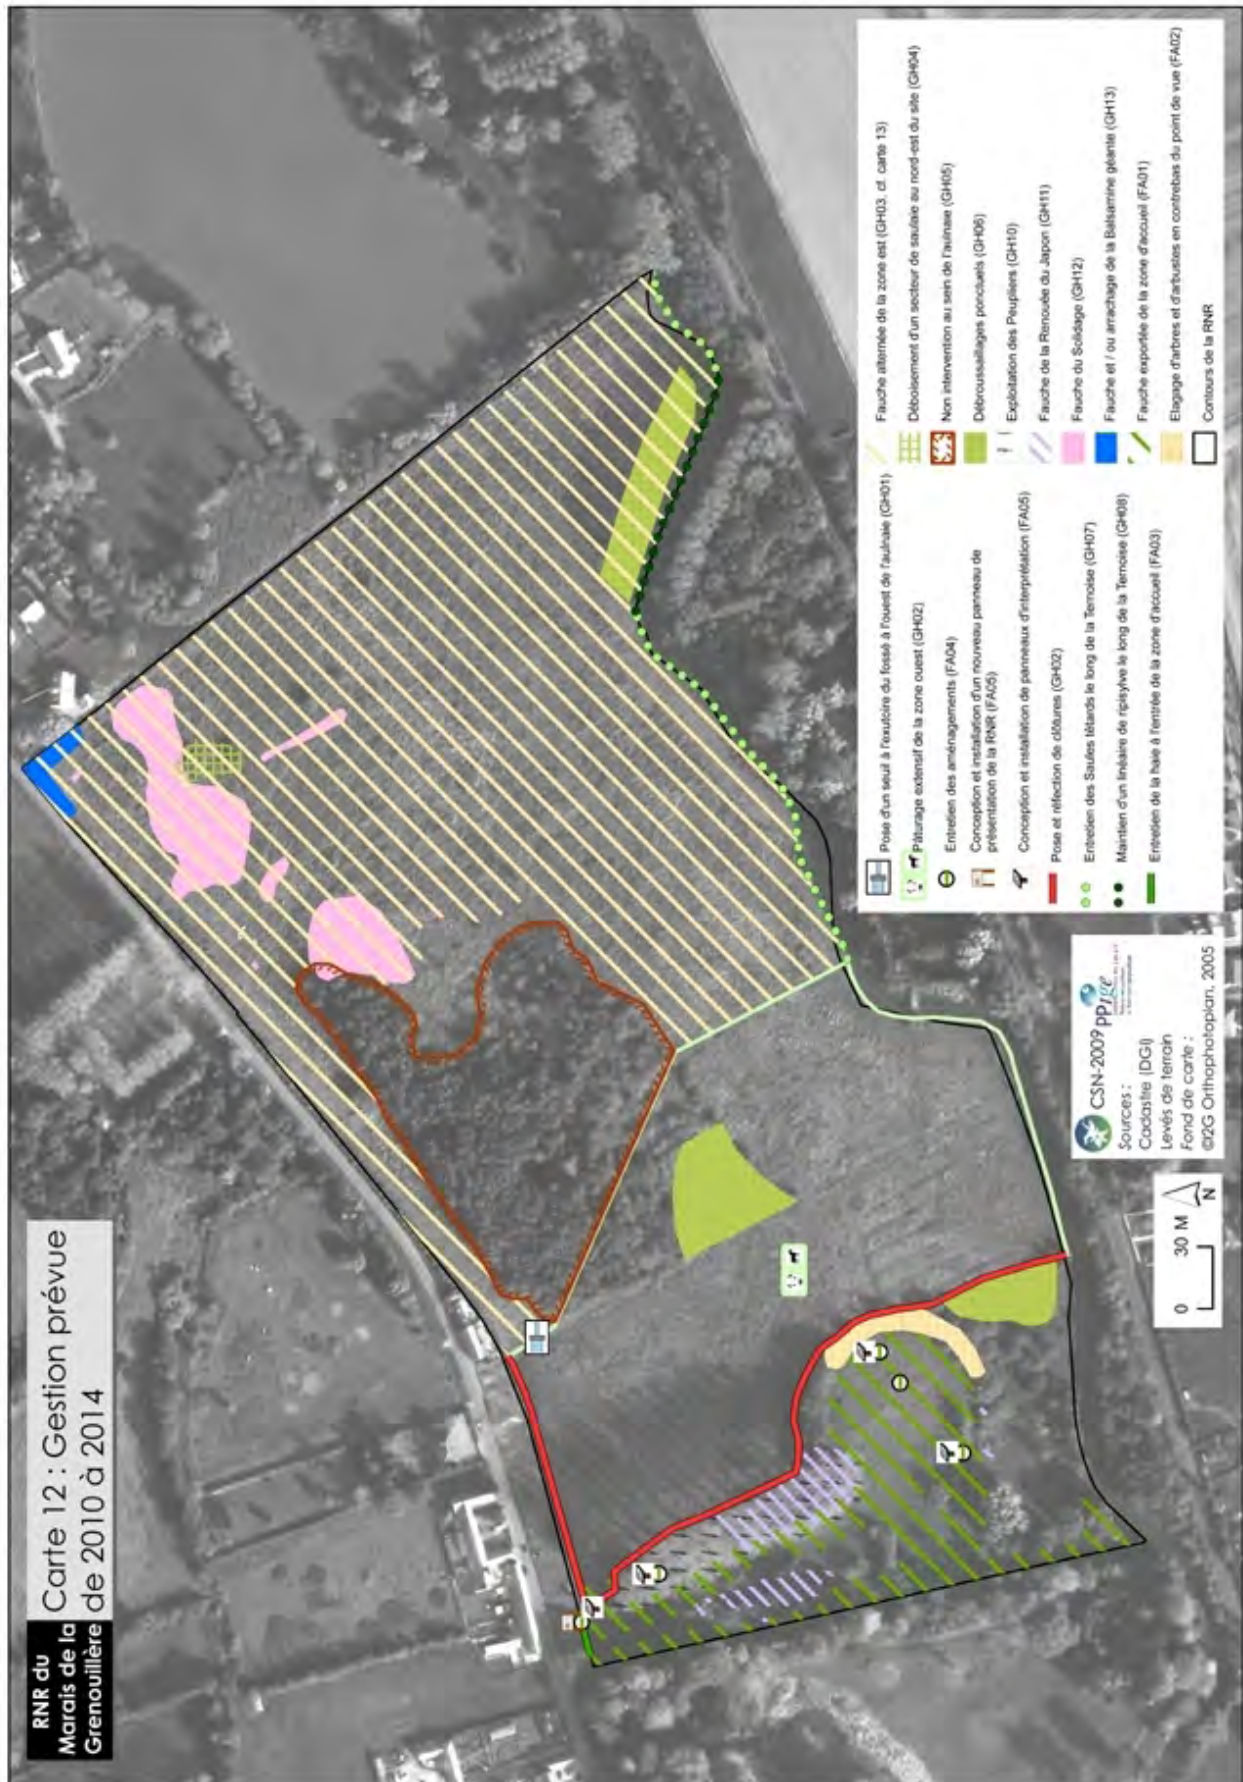 RNR du
Marais de la
Grenouillère
Carte 12 : Gestion prévue
de 2010 à 2014
Pose d'un seuil à l'exutoire du fossé à l'ouest de l'aulnaie (GH01)
Pâturage extensif de la zone ouest (GH02)
Entretien des aménagements (FA04)
Conception et installation d'un nouveau panneau de
présentation de la RNR (FA05)
Conception et installation de panneaux d'interprétation (FA05)
Pose et réfection de clôtures (GH02)
Entretien des Saules têtards le long de la Ternoise (GH07)
Maintien d'un linéaire de ripisylve le long de la Ternoise (GH08)
Entretien de la haie à l'entrée de la zone d'accueil (FA03)
Fauche alternée de la zone est (GH03, cf. carte 13)
Déboisement d'un secteur de saulaie au nord-est du site (GH04)
Non intervention au sein de l'aulnaie (GH05)
Débroussaillages ponctuels (GH06)
Exploitation des Peupliers (GH10)
Fauche de la Renouée du Japon (GH11)
Fauche du Solidage (GH12)
Fauche et / ou arrachage de la Balsamine géante (GH13)
Fauche exportée de la zone d'accueil (FA01)
Elagage d'arbres et d'arbustes en contrebas du point de vue (FA02)
Contours de la RNR
0 30 M
N
CSN-2009 PPIGE
Sources :
Cadastre (DGI)
Levés de terrain
Fond de carte :
©I2G Orthophotoplan, 2005